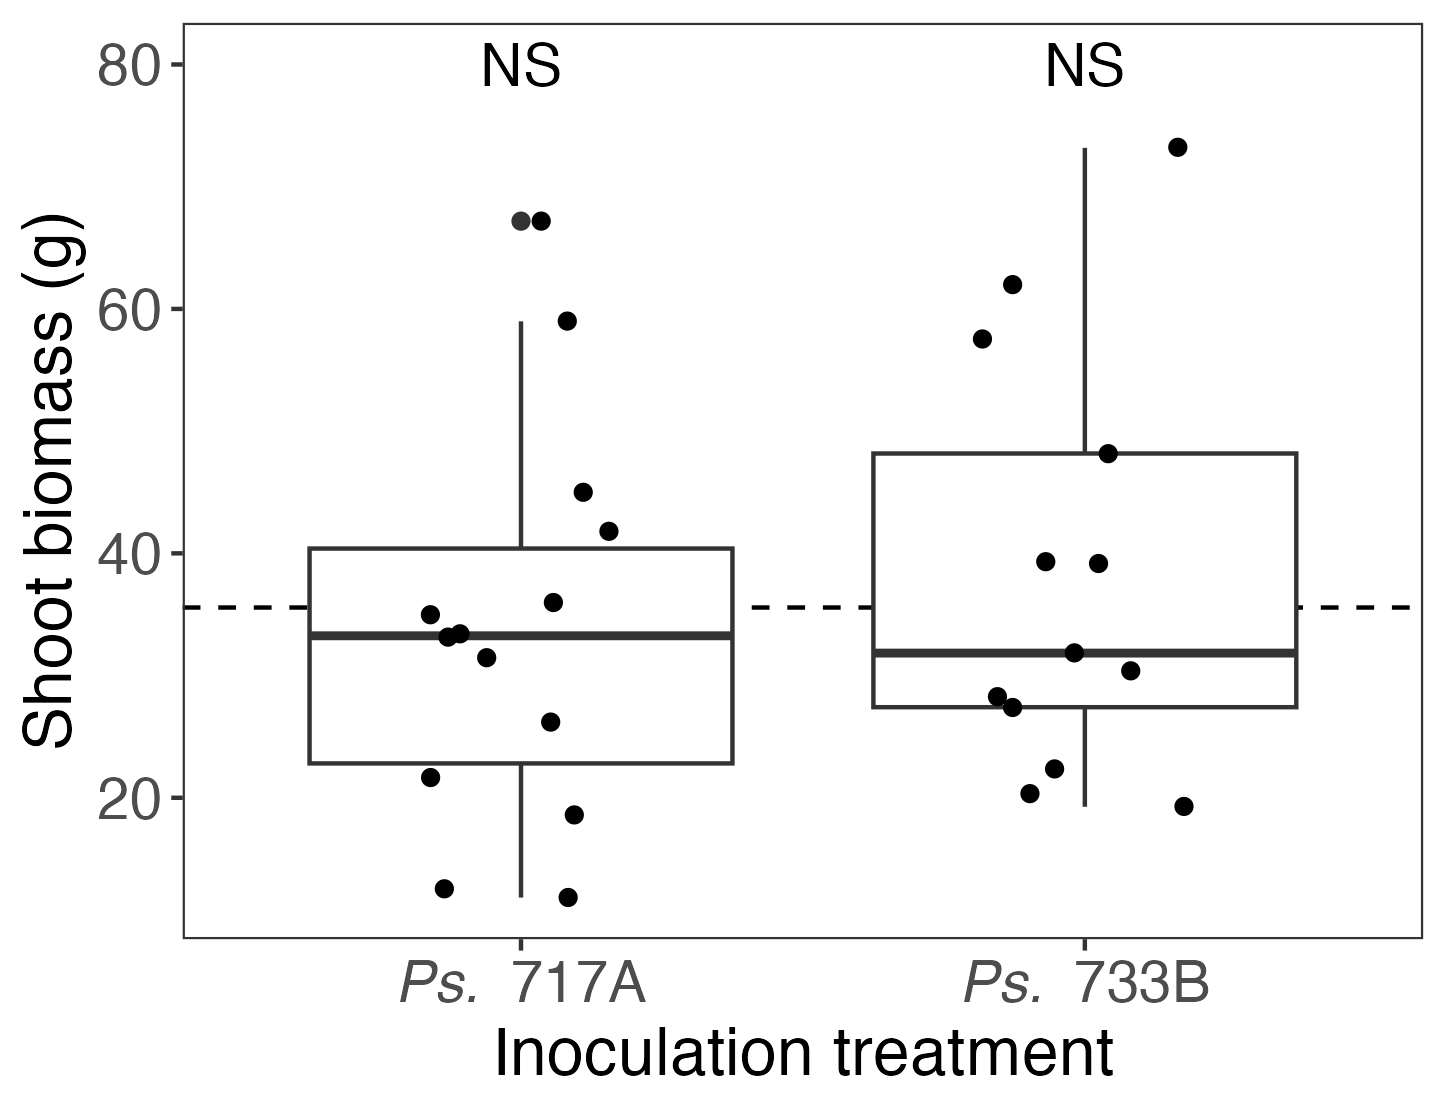 NS NS
80
60
40
20
Shoot biomass (g)
Ps. 717A Ps. 733B
Inoculation treatment